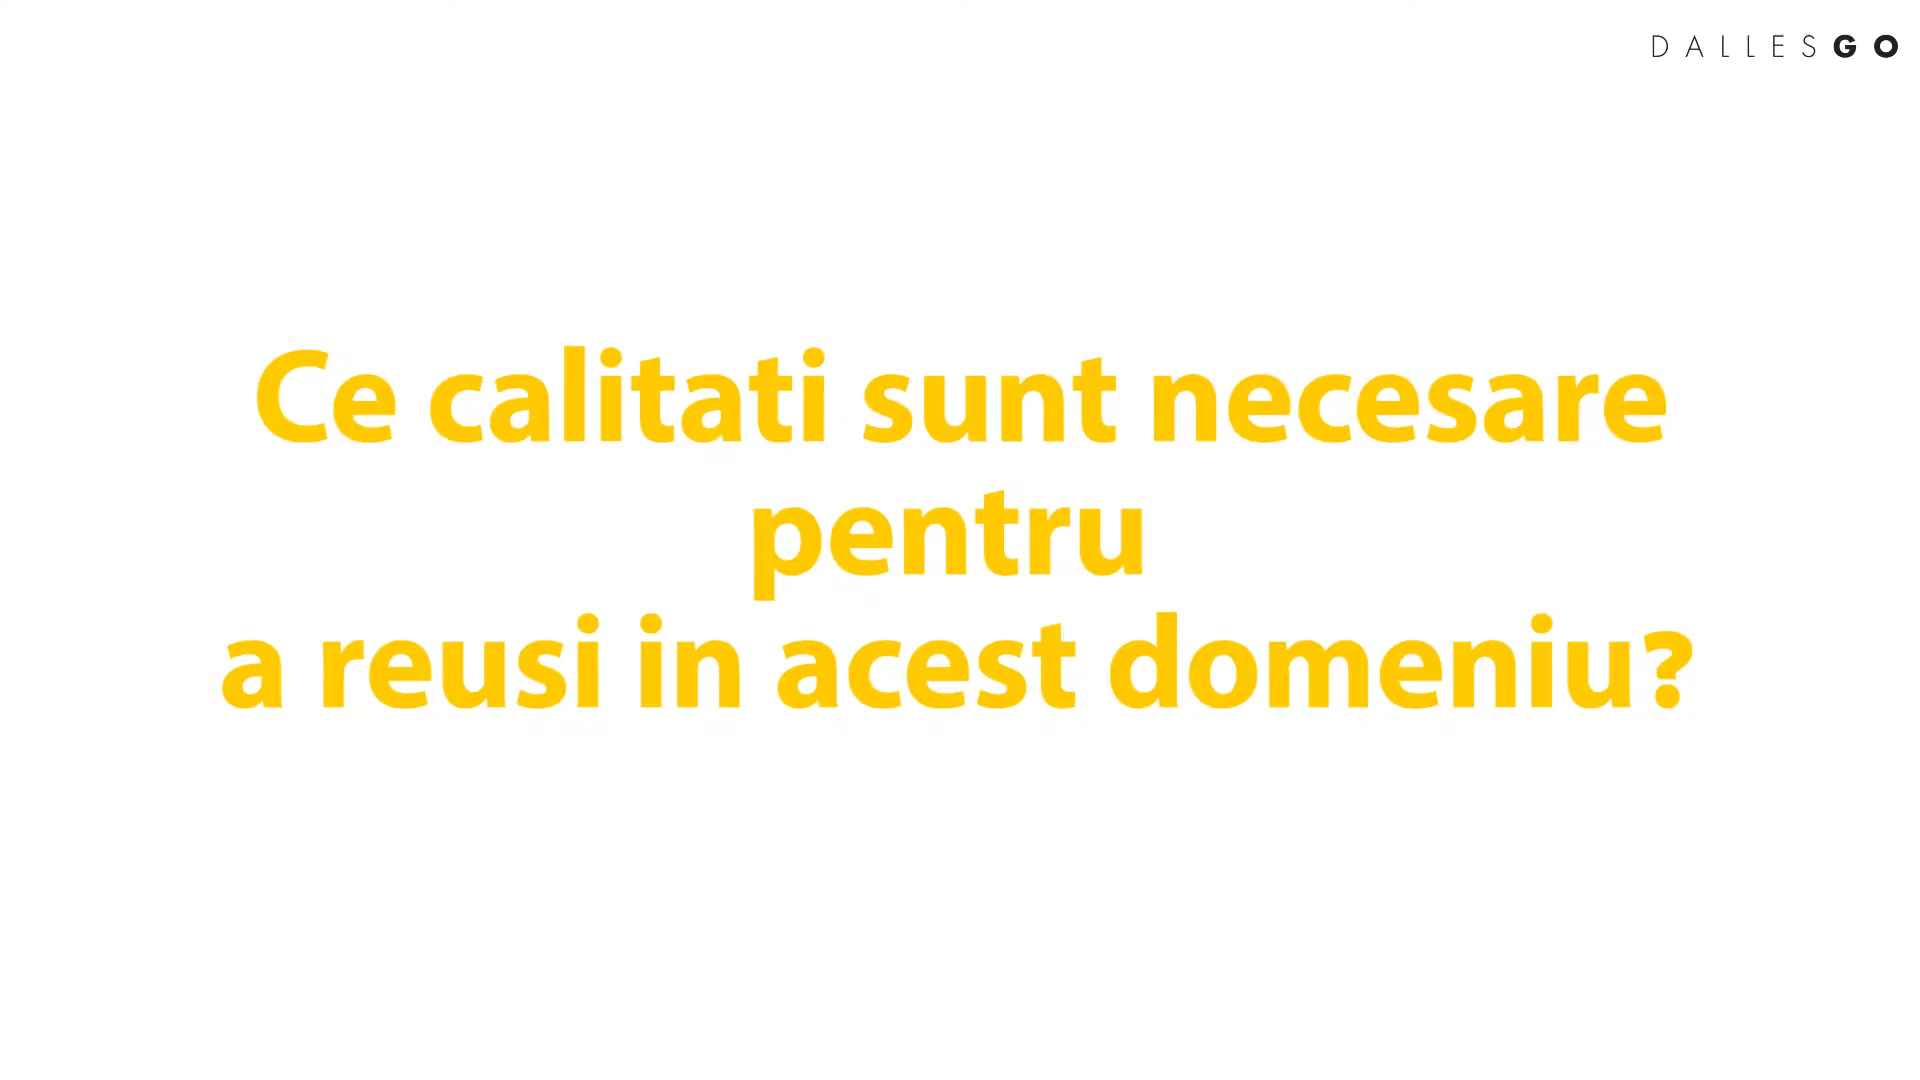 DALLESGO
Ce calitati sunt necesare
pentru
a reusi in acest domeniu?